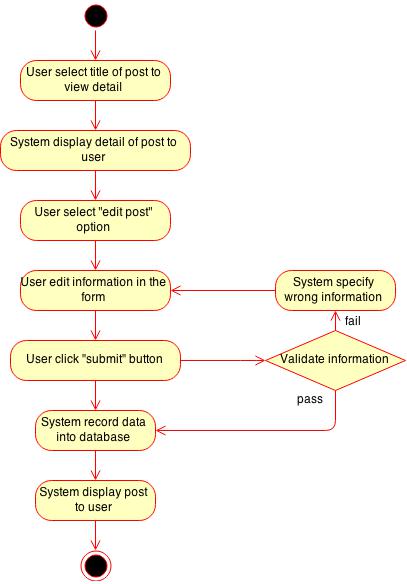 User select title of post to
view detail
System display detail of post to
user
User select "edit post"
option
User edit information in the
form
System specify
wrong information
fail
User click "submit" button
Validate information
pass
System record data
into database
System display post
to user